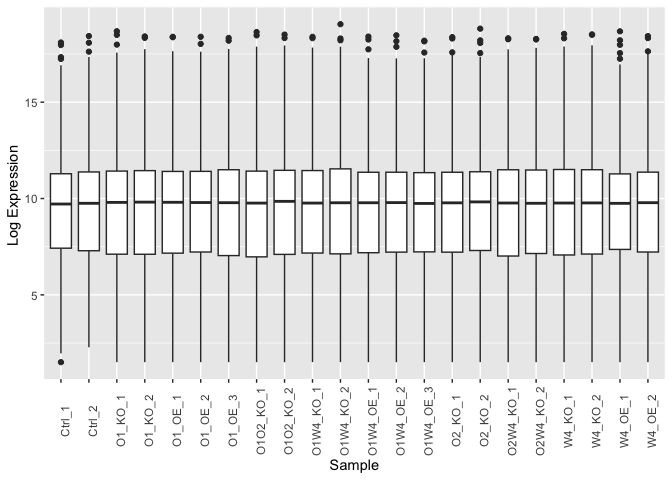 15
10
5
Log Expression
Ctrl_1
Ctrl_2
O1_KO_1
O1_KO_2
O1_OE_1
O1_OE_2
O1_OE_3
O1O2_KO_1
O1O2_KO_2
O1W4_KO_1
O1W4_KO_2
O1W4_OE_1
O1W4_OE_2
O1W4_OE_3
O2_KO_1
O2_KO_2
O2W4_KO_1
O2W4_KO_2
W4_KO_1
W4_KO_2
W4_OE_1
W4_OE_2
Sample